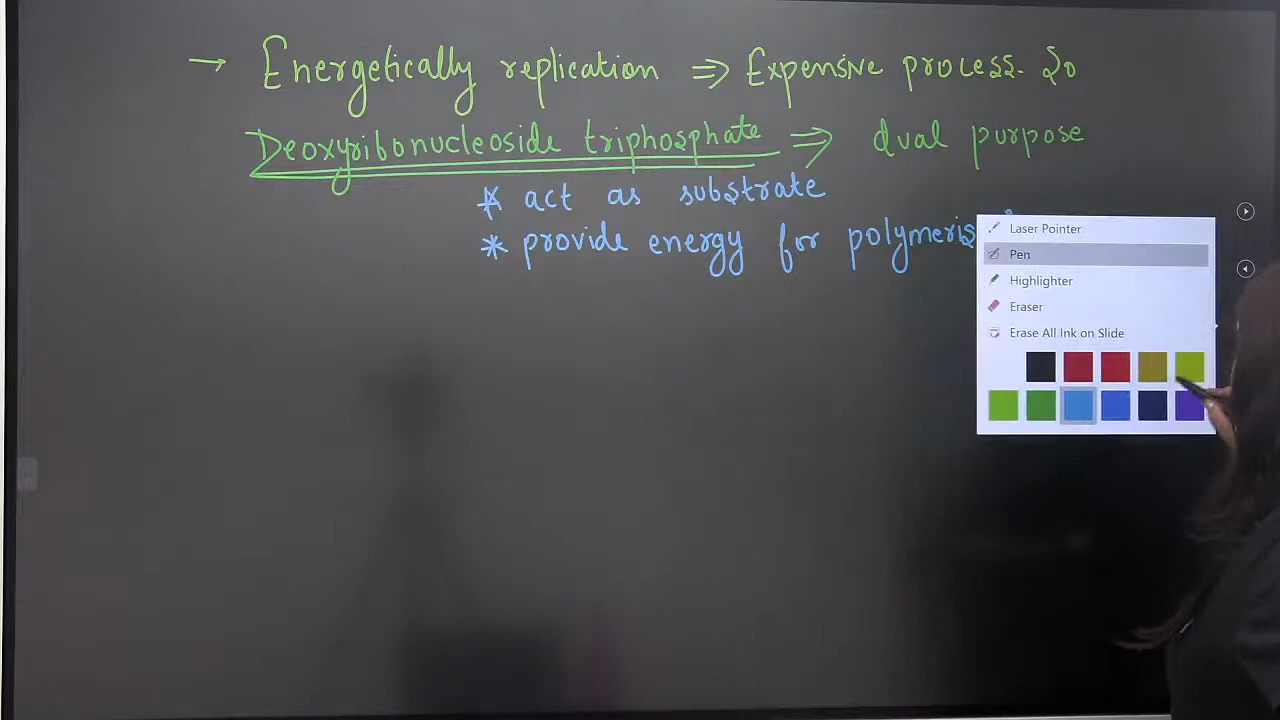 → Energetically replication ⇒ Expensive process. So
Deoxyribonucleoside triphosphate ⇒ dual purpose
* act as substrate
* provide energy for
Laser Pointer
Pen
Highlighter
Eraser
Erase All Ink on Slide